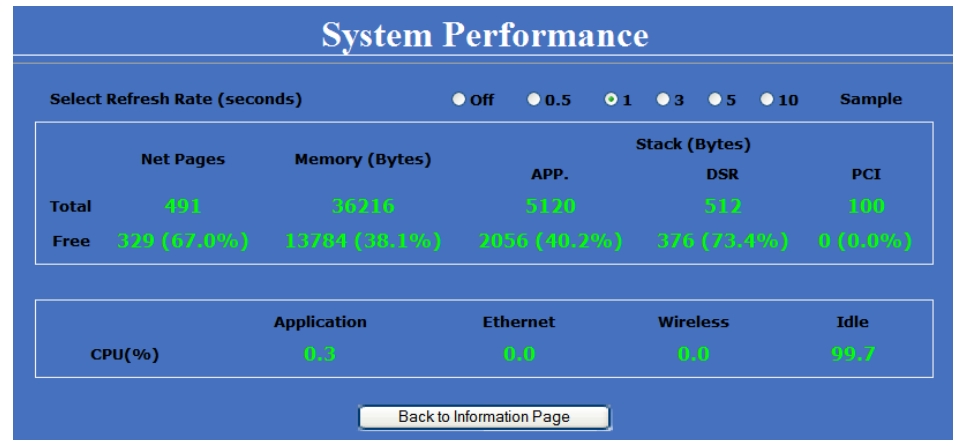 System Performance
Select Refresh Rate (seconds) Off 0.5 1 3 5 10 Sample
Stack (Bytes)
Net Pages Memory (Bytes)
APP. DSR PCI
Total 491 36216 5120 512 100
Free 329 (67.0%) 13784 (38.1%) 2056 (40.2%) 376 (73.4%) 0 (0.0%)
Application Ethernet Wireless Idle
CPU(%) 0.3 0.0 0.0 99.7
Back to Information Page